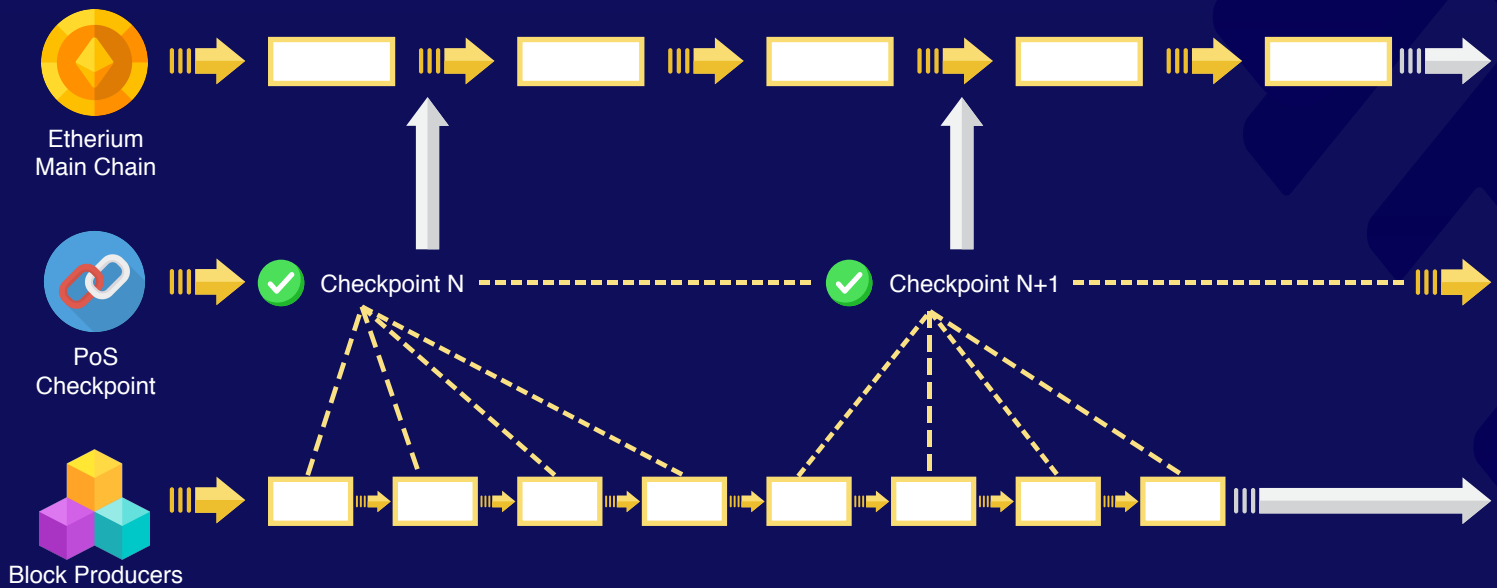 Etherium
Main Chain
Checkpoint N
Checkpoint N+1
PoS
Checkpoint
Block Producers